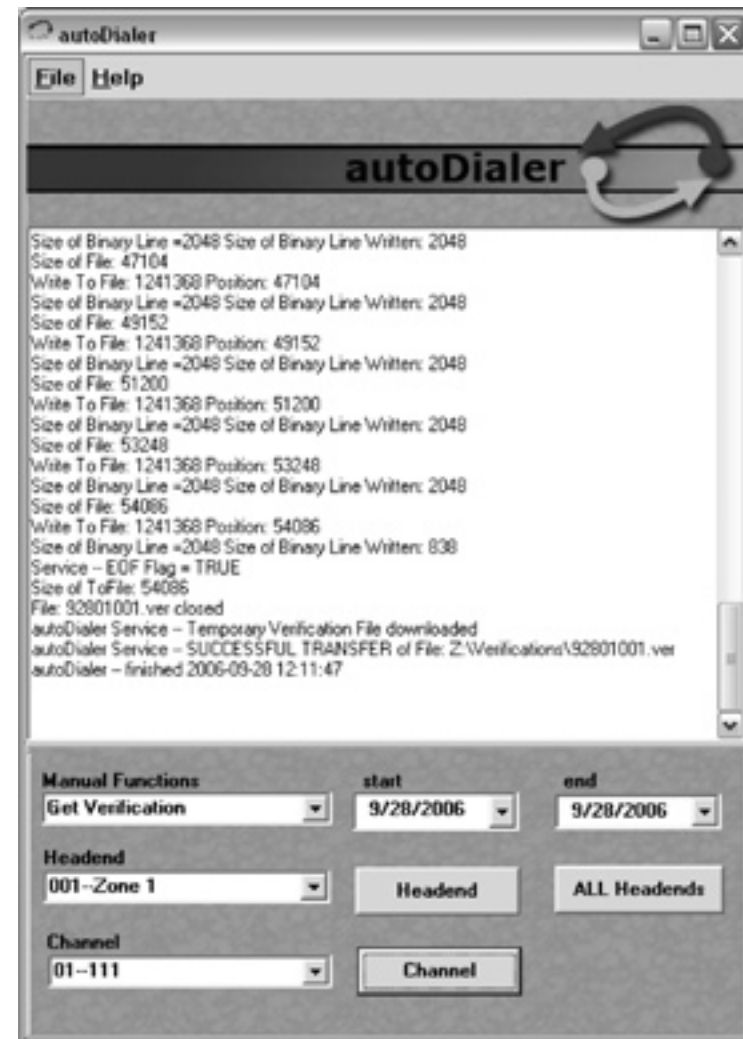 autoDialer
File Help
autoDialer
Size of Binary Line =2048 Size of Binary Line Written: 2048
Size of File: 47104
Write To File: 1241368 Position: 47104
Size of Binary Line =2048 Size of Binary Line Written: 2048
Size of File: 49152
Write To File: 1241368 Position: 49152
Size of Binary Line =2048 Size of Binary Line Written: 2048
Size of File: 51200
Write To File: 1241368 Position: 51200
Size of Binary Line =2048 Size of Binary Line Written: 2048
Size of File: 53248
Write To File: 1241368 Position: 53248
Size of Binary Line =2048 Size of Binary Line Written: 2048
Size of File: 54086
Write To File: 1241368 Position: 54086
Size of Binary Line =2048 Size of Binary Line Written: 838
Service -- EOF Flag = TRUE
Size of ToFile: 54086
File: 92801001.ver closed
autoDialer Service -- Temporary Verification File downloaded
autoDialer Service -- SUCCESSFUL TRANSFER of File: Z:\Verifications\92801001.ver
autoDialer -- finished 2006-09-28 12:11:47
Manual Functions start end
Get Verification 9/28/2006 9/28/2006
Headend
001--Zone 1 Headend ALL Headends
Channel
01--111 Channel